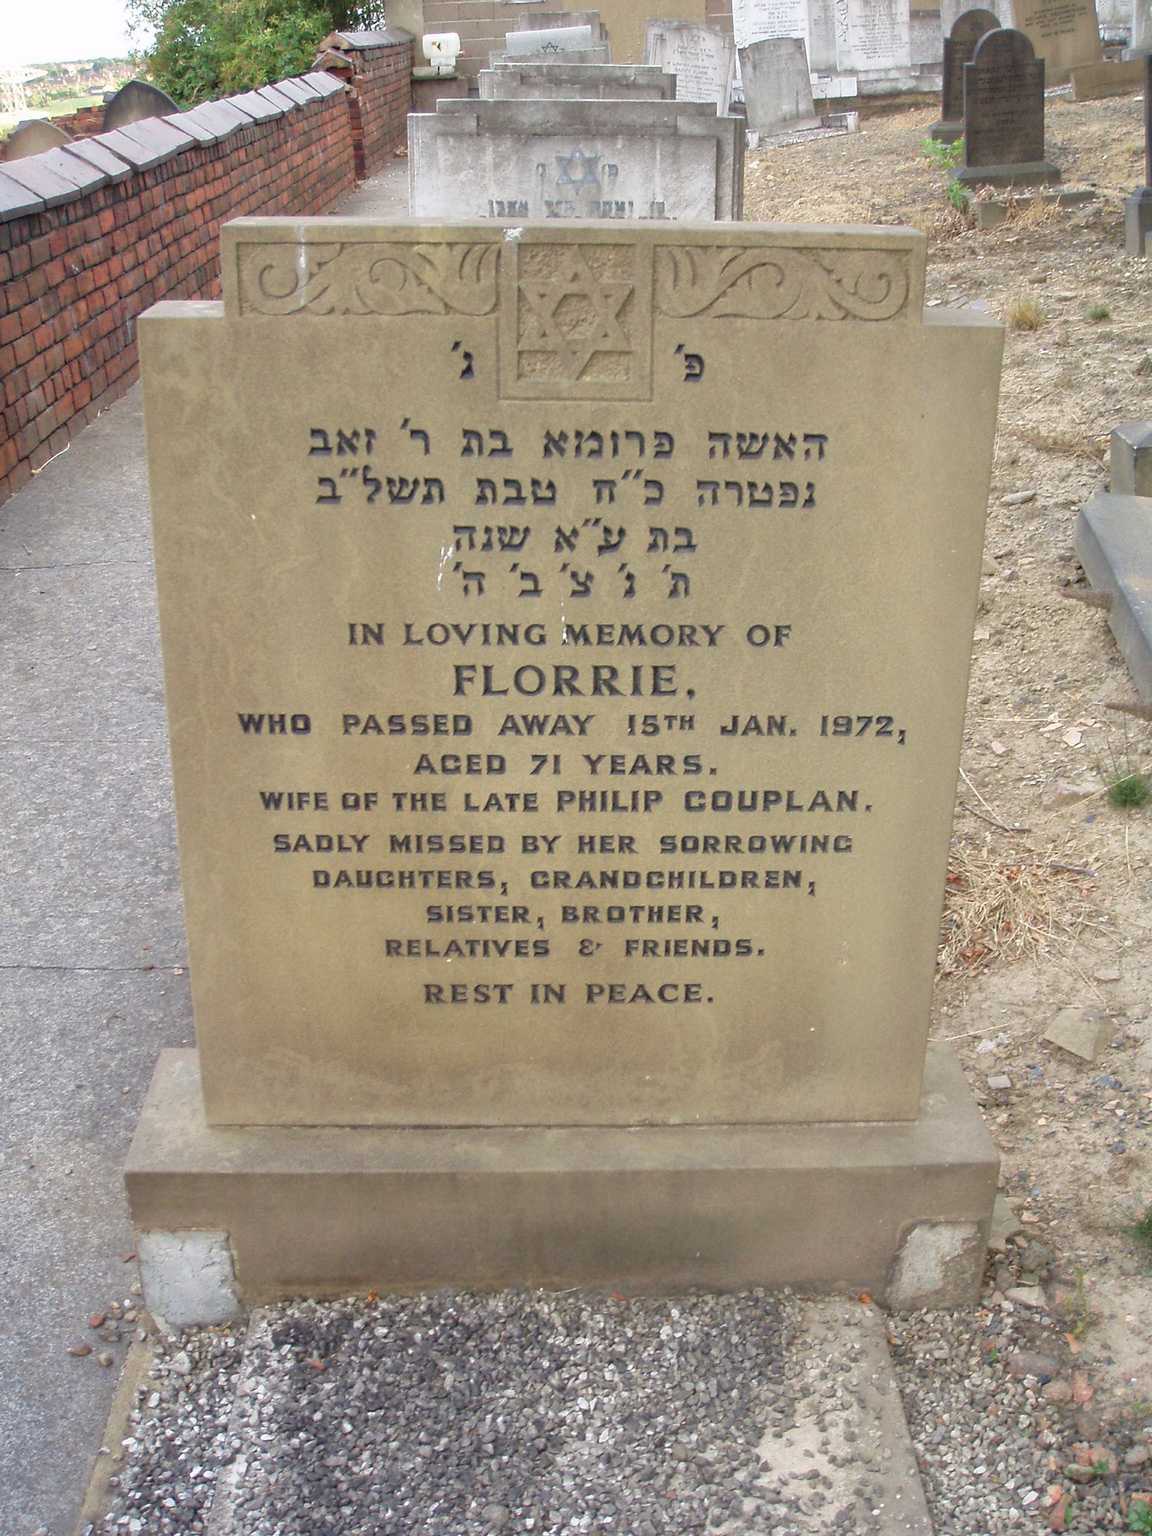 פ' נ'
האשה פרומא בת ר' זאב
נפטרה כ״ח טבת תשל״ב
בת ע״א שנה
ת' נ' צ' ב' ה'
IN LOVING MEMORY OF
FLORRIE,
WHO PASSED AWAY 15TH JAN. 1972,
AGED 71 YEARS.
WIFE OF THE LATE PHILIP COUPLAN.
SADLY MISSED BY HER SORROWING
DAUGHTERS, GRANDCHILDREN,
SISTER, BROTHER,
RELATIVES & FRIENDS.
REST IN PEACE.